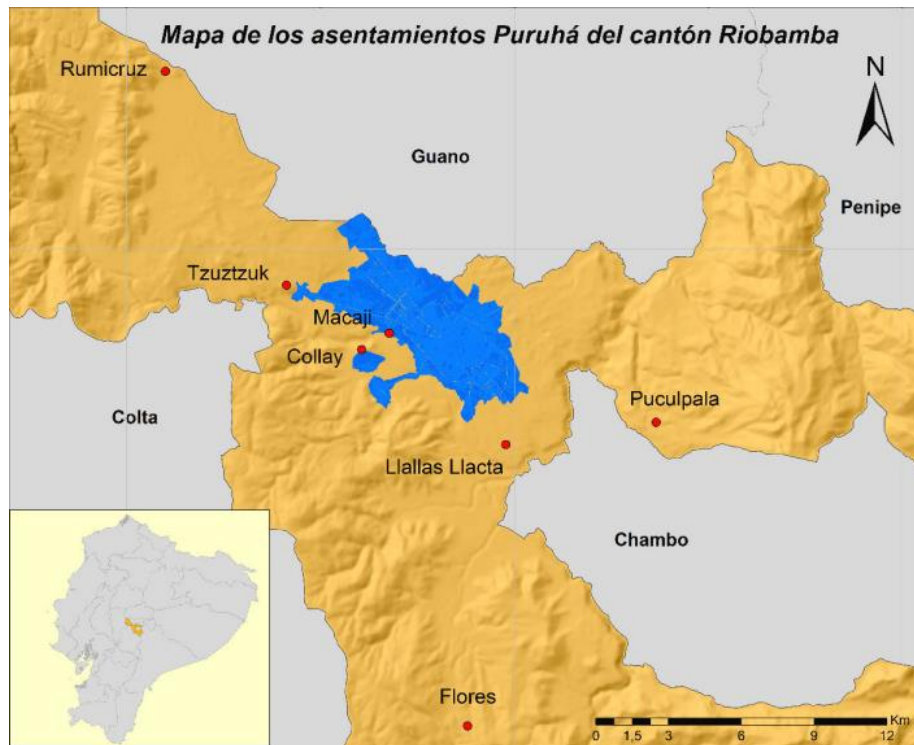 Mapa de los asentamientos Puruhá del cantón Riobamba
Rumicruz
N
Guano
Penipe
Tzuztzuk
Macaji
Collay
Puculpala
Colta
Llallas Llacta
Chambo
Flores
Km
0 1,5 3 6 9 12